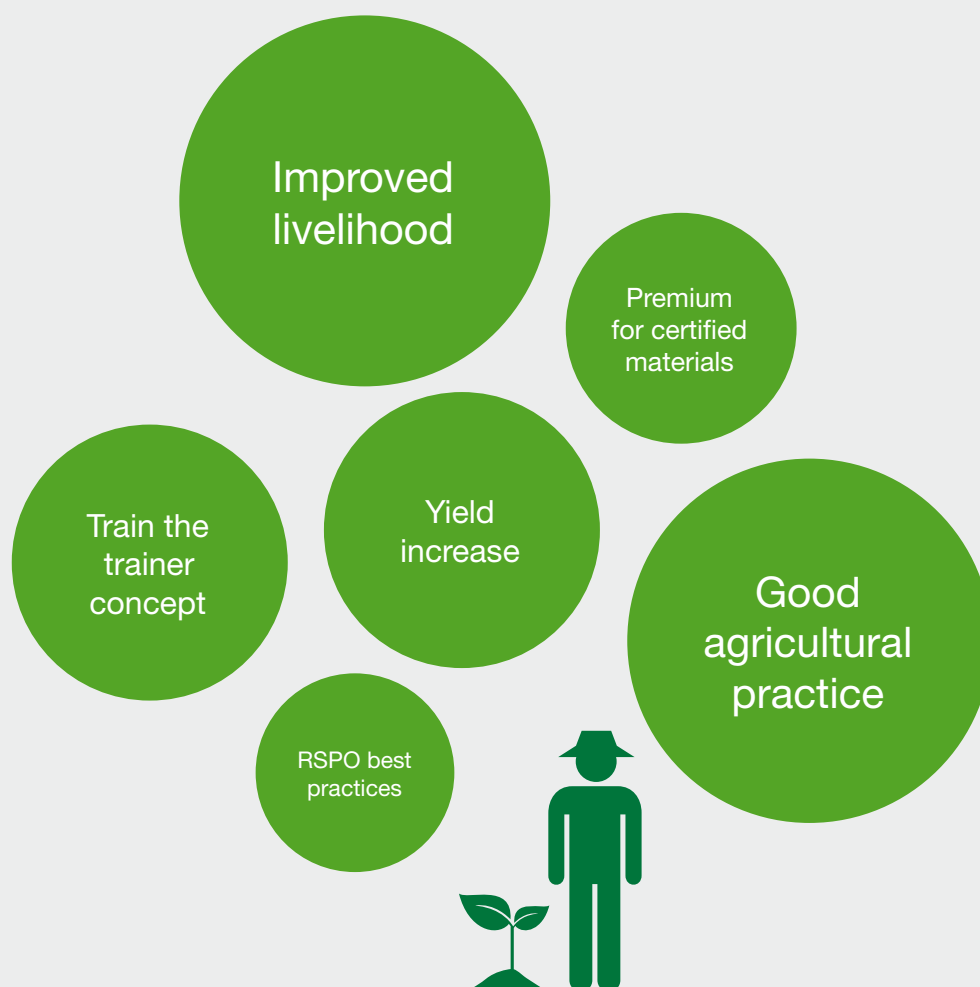 Improved
livelihood
Premium
for certified
materials
Train the
trainer
concept
Yield
increase
Good
agricultural
practice
RSPO best
practices